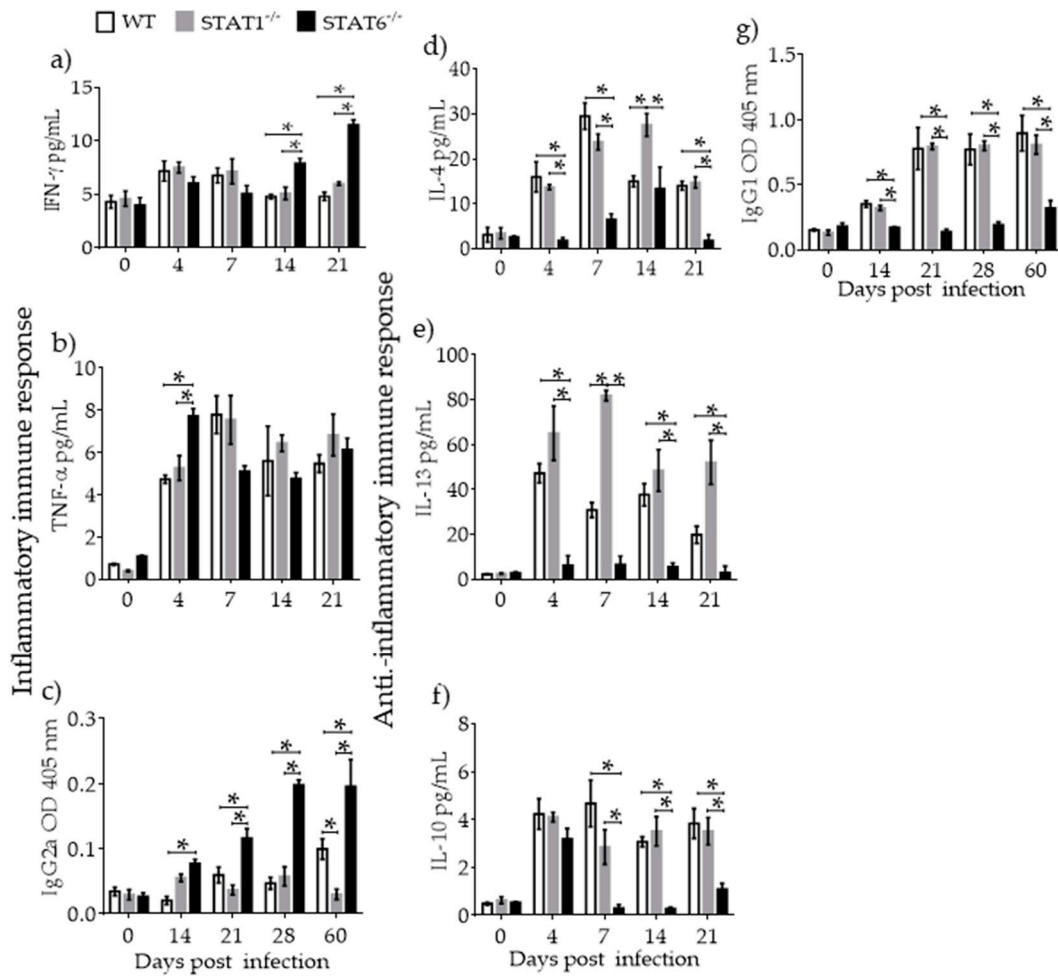 WT STAT1-/- STAT6-/-
Inflammatory immune response
a)
IFN-γ pg/mL
15
10
5
0
* *
* *
0 4 7 14 21
b)
TNF-α pg/mL
10
8
6
4
2
0
*
*
0 4 7 14 21
c)
IgG2a OD 405 nm
0.3
0.2
0.1
0.0
* * * *
* * * *
0 14 21 28 60
Days post infection
Anti.-inflammatory immune response
d)
IL-4 pg/mL
40
30
20
10
0
* * * * *
* * *
0 4 7 14 21
e)
IL-13 pg/mL
100
80
60
40
20
0
* * * * *
* * *
0 4 7 14 21
f)
IL-10 pg/mL
8
6
4
2
0
* * *
* * *
0 4 7 14 21
Days post infection
g)
IgG1 OD 405 nm
1.5
1.0
0.5
0.0
* * * *
* * * *
0 14 21 28 60
Days post infection